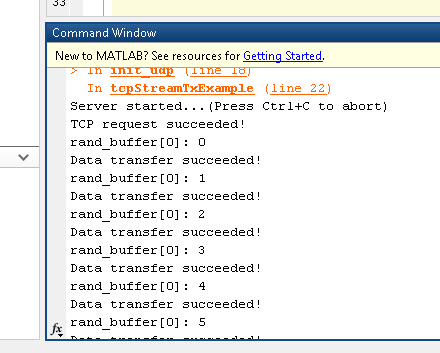 33
Command Window
New to MATLAB? See resources for Getting Started.
> In init_udp (line 18)
In tcpStreamTxExample (line 22)
Server started...(Press Ctrl+C to abort)
TCP request succeeded!
rand_buffer[0]: 0
Data transfer succeeded!
rand_buffer[0]: 1
Data transfer succeeded!
rand_buffer[0]: 2
Data transfer succeeded!
rand_buffer[0]: 3
Data transfer succeeded!
rand_buffer[0]: 4
Data transfer succeeded!
rand_buffer[0]: 5
Data transfer succeeded!
fx